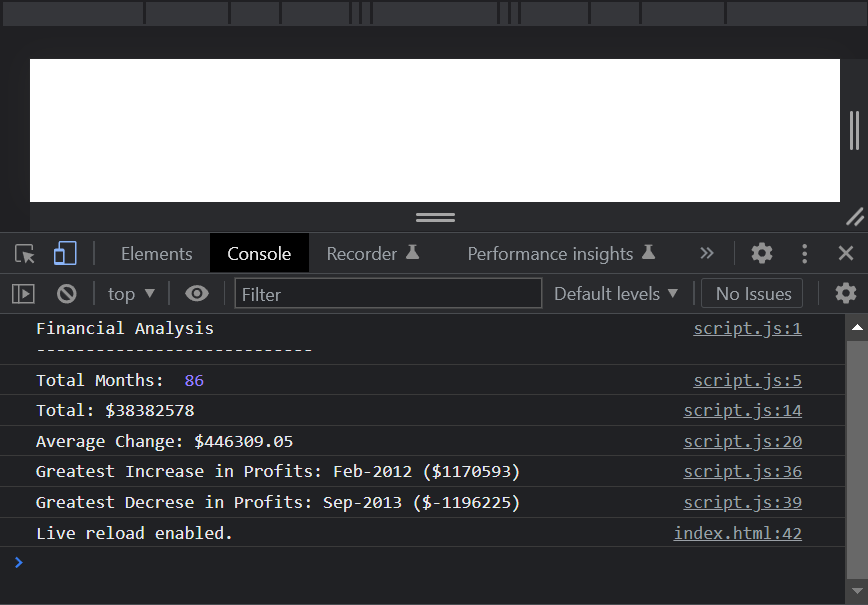 Elements Console Recorder Performance insights »
top ▼ Filter Default levels ▼ No Issues
Financial Analysis script.js:1
----------------------------
Total Months:  86 script.js:5
Total: $38382578 script.js:14
Average Change: $446309.05 script.js:20
Greatest Increase in Profits: Feb-2012 ($1170593) script.js:36
Greatest Decrese in Profits: Sep-2013 ($-1196225) script.js:39
Live reload enabled. index.html:42